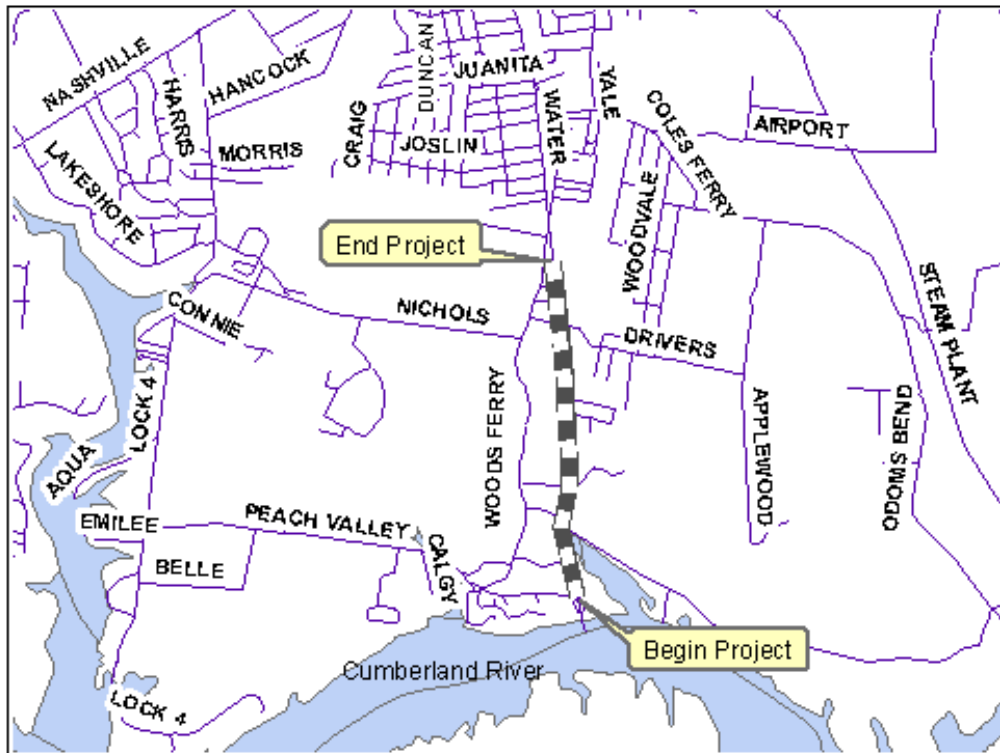 NASHVILLE
HARRIS
HANCOCK
DUNCAN
JUANITA
CRAIG
JOSLIN
WATER
YALE
COLES FERRY
AIRPORT
MORRIS
LAKESHORE
WOODVALE
End Project
CONNIE
NICHOLS
DRIVERS
STEAM PLANT
LOCK 4
AQUA
WOODS FERRY
APPLEWOOD
ODOMS BEND
EMILEE
PEACH VALLEY
BELLE
CALGY
Begin Project
Cumberland River
LOCK 4